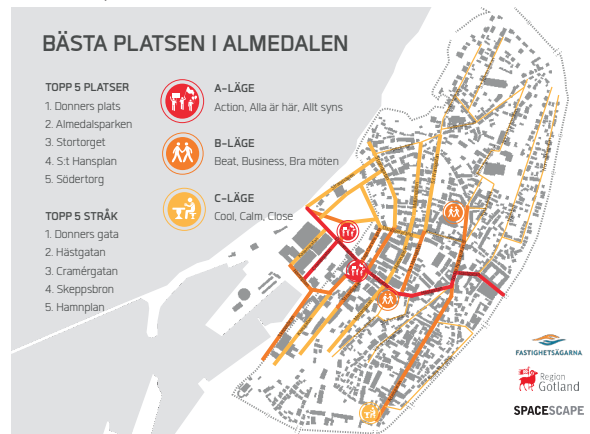 BÄSTA PLATSEN I ALMEDALEN
TOPP 5 PLATSER
1. Donners plats
2. Almedalsparken
3. Stortorget
4. S:t Hansplan
5. Södertorg
TOPP 5 STRÅK
1. Donners gata
2. Hästgatan
3. Cramérgatan
4. Skeppsbron
5. Hamnplan
A-LÄGE
Action, Alla är här, Allt syns
B-LÄGE
Beat, Business, Bra möten
C-LÄGE
Cool, Calm, Close
FASTIGHETSÄGARNA
Region
Gotland
SPACESCAPE